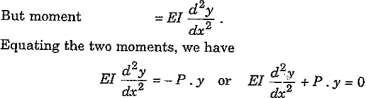 But moment = EI d²y/dx² .
Equating the two moments, we have
EI d²y/dx² = – P . y or EI d²y/dx² + P . y = 0